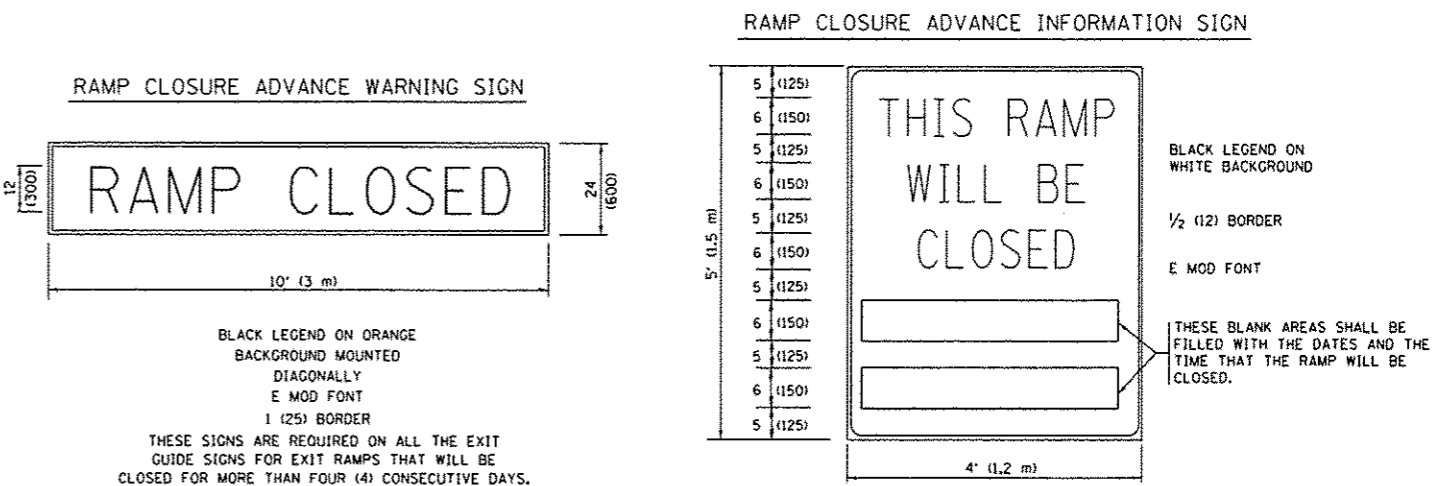 RAMP CLOSURE ADVANCE WARNING SIGN
12
(300)
RAMP CLOSED
24
(600)
10' (3 m)
BLACK LEGEND ON ORANGE
BACKGROUND MOUNTED
DIAGONALLY
E MOD FONT
1 (25) BORDER
THESE SIGNS ARE REQUIRED ON ALL THE EXIT
GUIDE SIGNS FOR EXIT RAMPS THAT WILL BE
CLOSED FOR MORE THAN FOUR (4) CONSECUTIVE DAYS.
RAMP CLOSURE ADVANCE INFORMATION SIGN
5' (1.5 m)
5 (125)
6 (150)
5 (125)
6 (150)
5 (125)
6 (150)
5 (125)
6 (150)
5 (125)
6 (150)
5 (125)
THIS RAMP
WILL BE
CLOSED
4' (1.2 m)
BLACK LEGEND ON
WHITE BACKGROUND
1/2 (12) BORDER
E MOD FONT
THESE BLANK AREAS SHALL BE
FILLED WITH THE DATES AND THE
TIME THAT THE RAMP WILL BE
CLOSED.